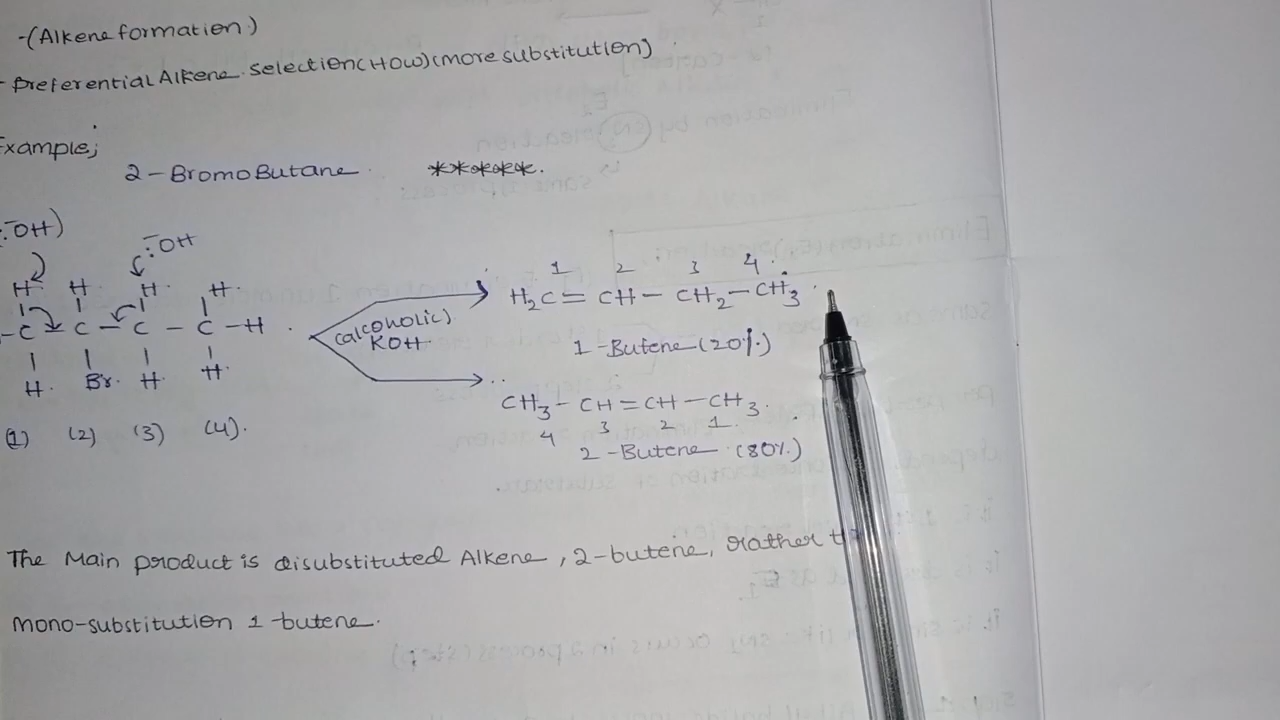 -(Alkene formation)
- Preferential Alkene selection(How)(more substitution)
Example;
2-BromoButane *****.
:⁻OH)
:⁻OH
H H H H
-C - C - C - C - H
H Br H H
(1) (2) (3) (4).
(alcoholic)
KOH
1 2 3 4
H₂C = CH - CH₂ - CH₃
1-Butene (20%)
CH₃ - CH = CH - CH₃
4 3 2 1
2-Butene (80%)
The Main product is disubstituted Alkene, 2-butene, rather
mono-substitution 1-butene.